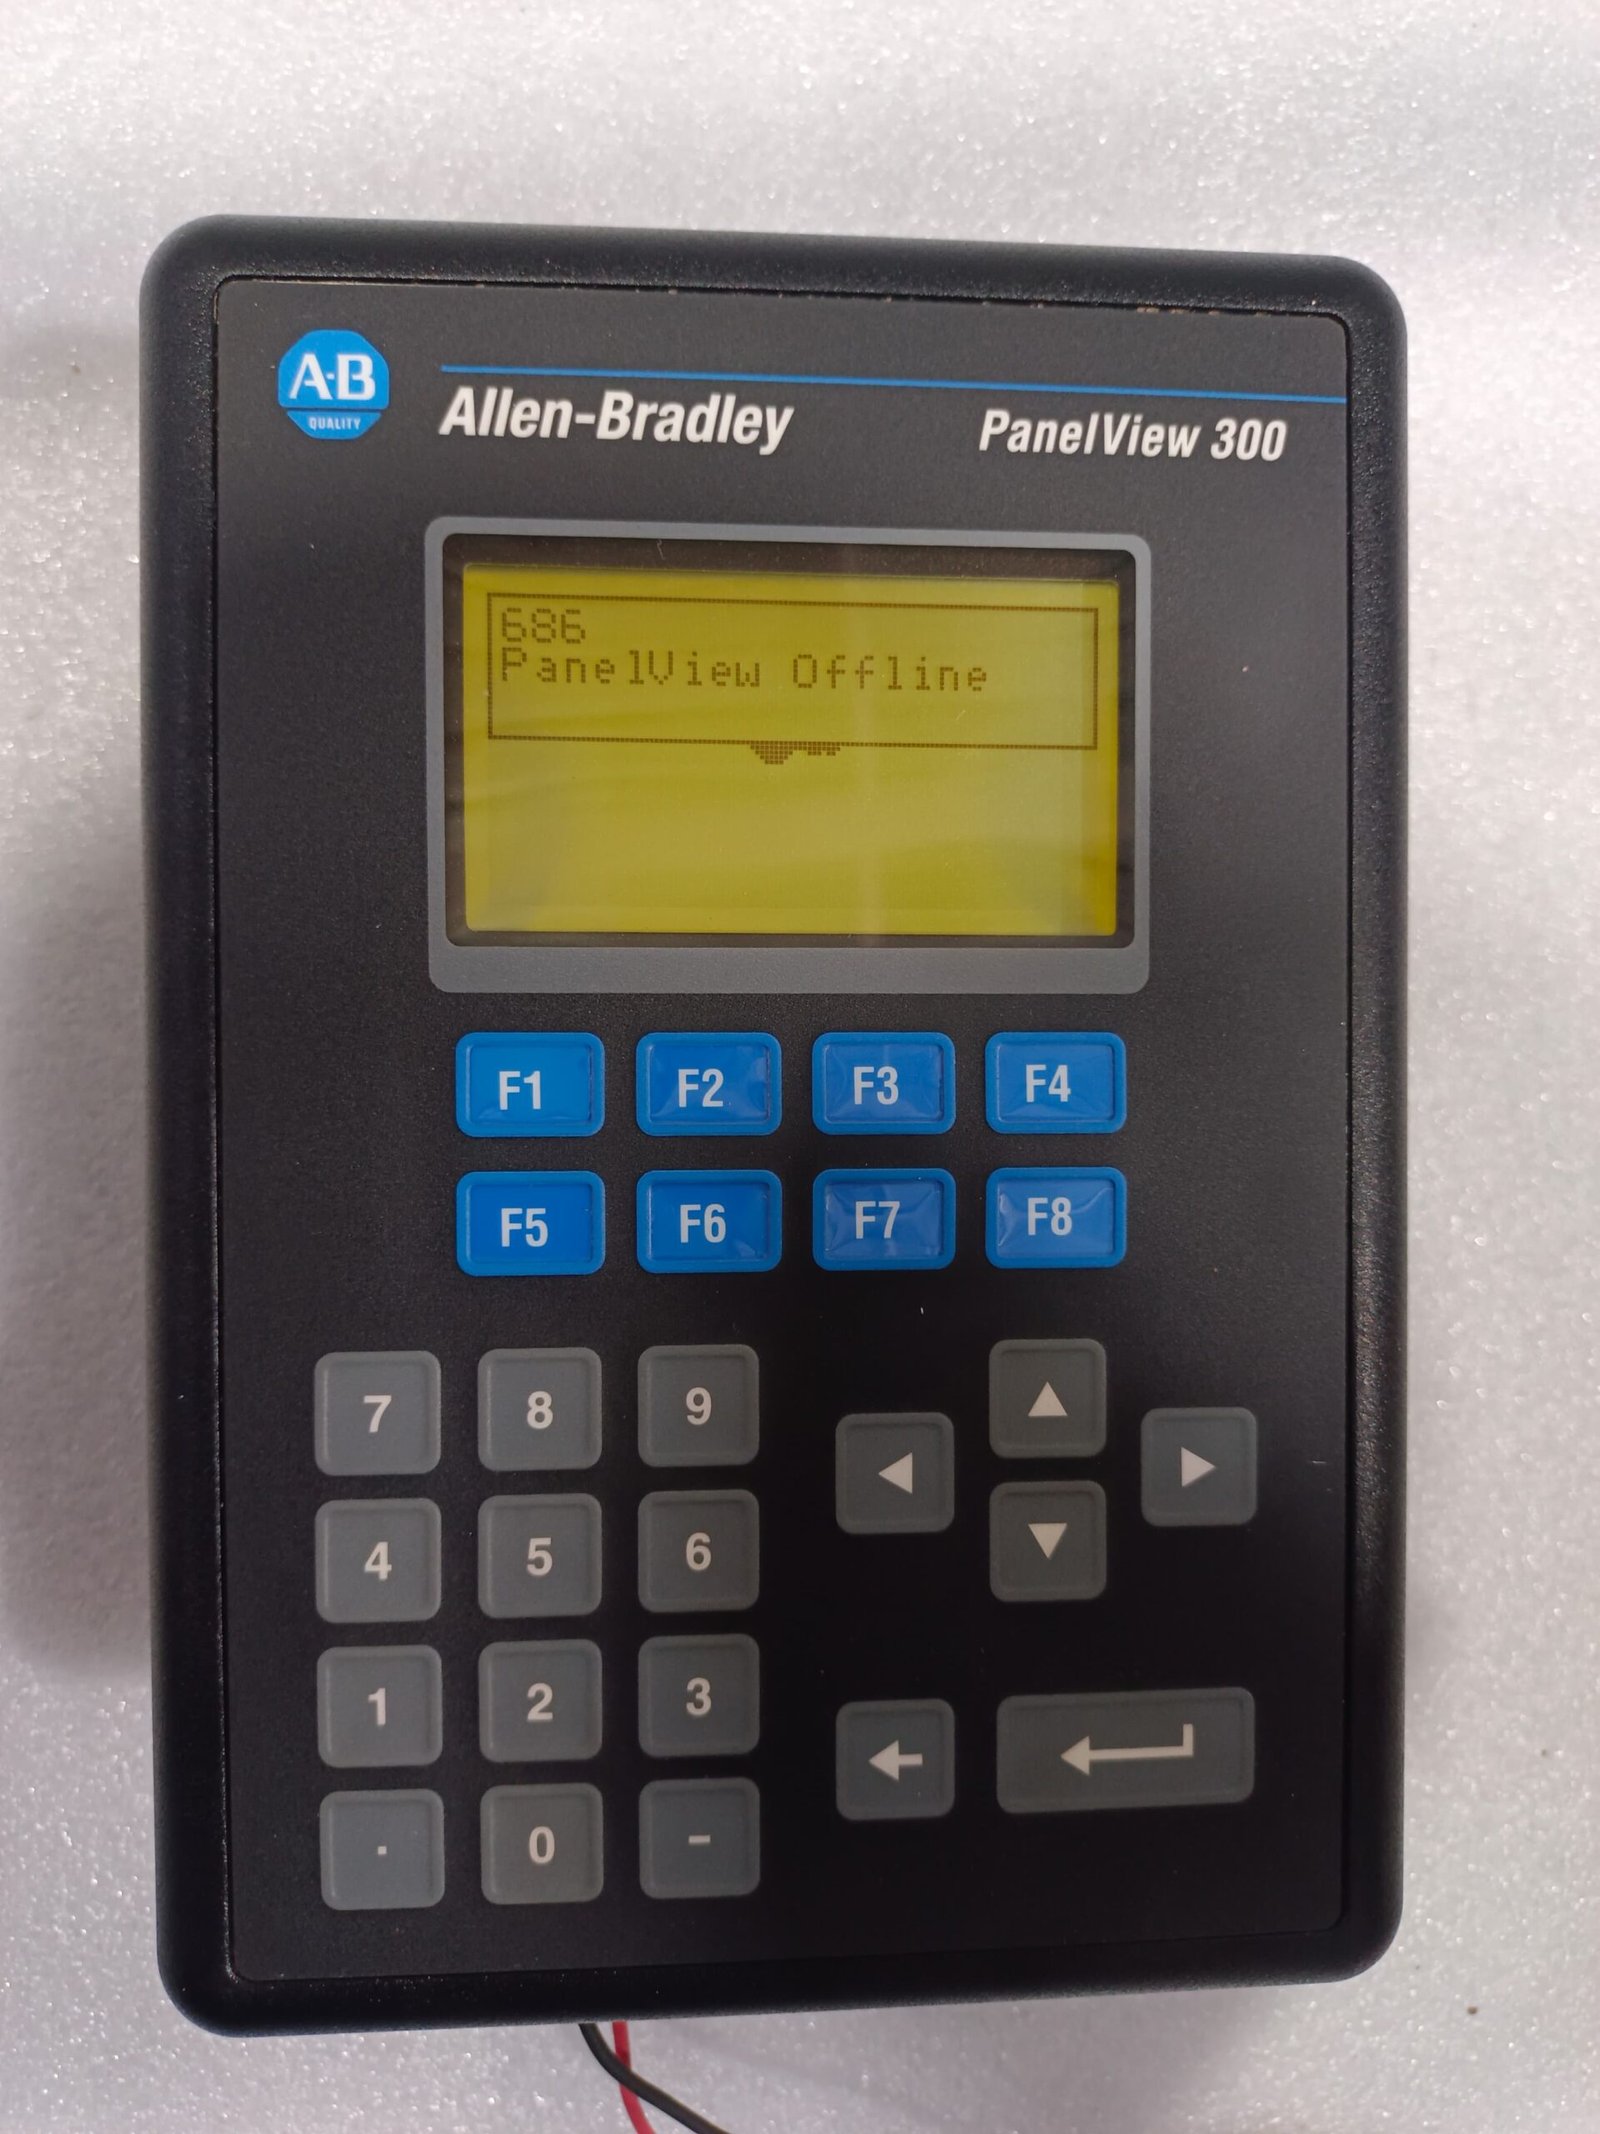 A-B
QUALITY
Allen-Bradley
PanelView 300
686
PanelView Offline
F1 F2 F3 F4
F5 F6 F7 F8
7 8 9
4 5 6
1 2 3
. 0 -